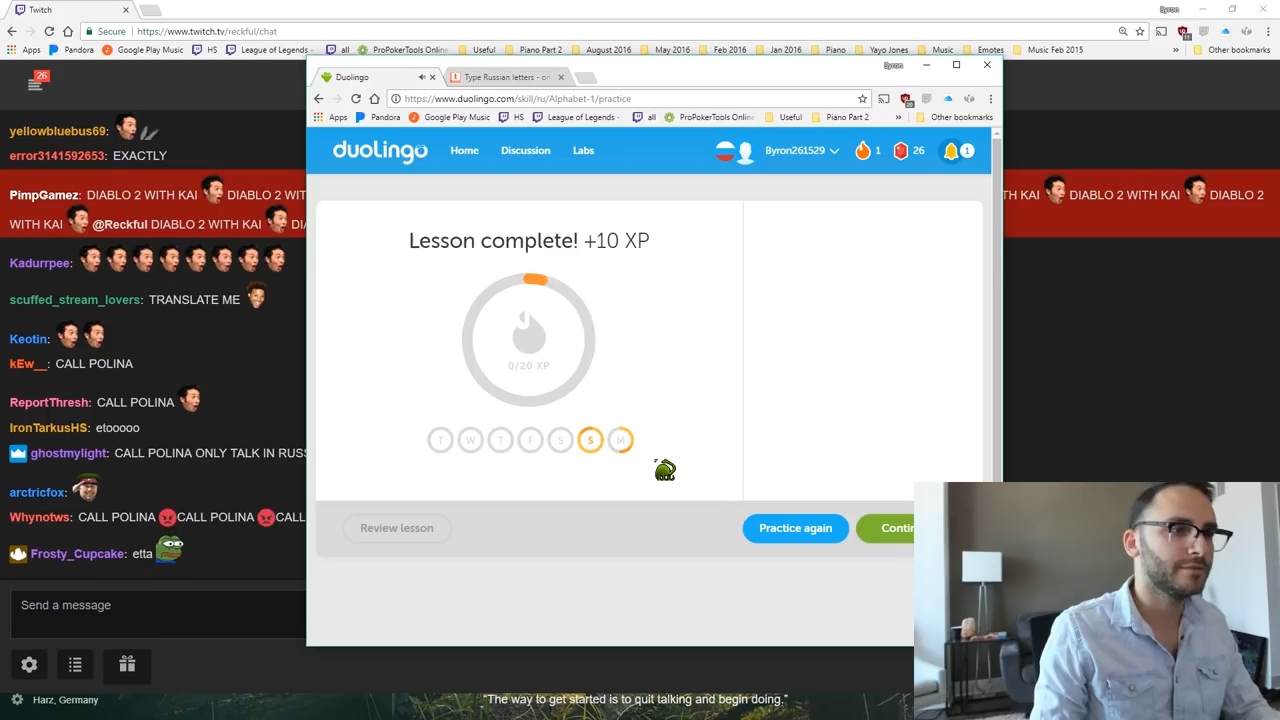 Twitch
Byron
Secure
https://www.twitch.tv/reckful/chat
Apps Pandora Google Play Music HS League of Legends all ProPokerTools Online Useful Piano Part 2 August 2016 May 2016 Feb 2016 Jan 2016 Piano Yayo Jones Music Emotes Music Feb 2015 » Other bookmarks
26
yellowbluebus69:
error3141592653: EXACTLY
PimpGamez: DIABLO 2 WITH KAI DIABLO 2 WITH
WITH KAI @Reckful DIABLO 2 WITH KAI
WITH KAI DIABLO 2 WITH KAI DIABLO 2
Kadurrpee:
scuffed_stream_lovers: TRANSLATE ME
Keotin:
kEw__: CALL POLINA
ReportThresh: CALL POLINA
IronTarkusHS: etooooo
ghostmylight: CALL POLINA ONLY TALK IN RUSS
arctricfox:
Whynotws: CALL POLINA CALL POLINA CALL
Frosty_Cupcake: etta
Send a message
Harz, Germany
"The way to get started is to quit talking and begin doing."
Duolingo
Type Russian letters - on
Byron
https://www.duolingo.com/skill/ru/Alphabet-1/practice
Apps Pandora Google Play Music HS League of Legends all ProPokerTools Online Useful Piano Part 2 » Other bookmarks
duolingo
Home Discussion Labs
Byron261529
1 26 1
Lesson complete! +10 XP
0/20 XP
T W T F S S M
Review lesson
Practice again
Contin